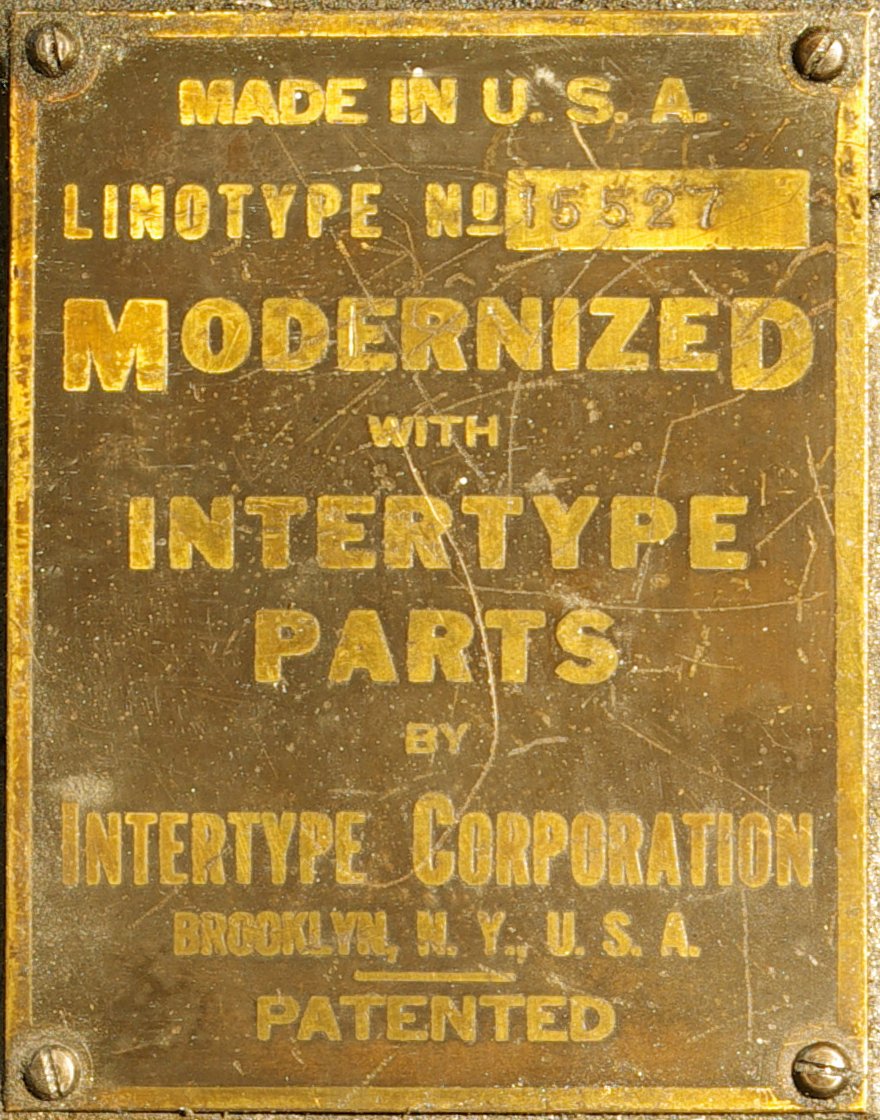 MADE IN U. S. A.
LINOTYPE Nº 15527
MODERNIZED
WITH
INTERTYPE
PARTS
BY
INTERTYPE CORPORATION
BROOKLYN, N. Y., U. S. A.
PATENTED